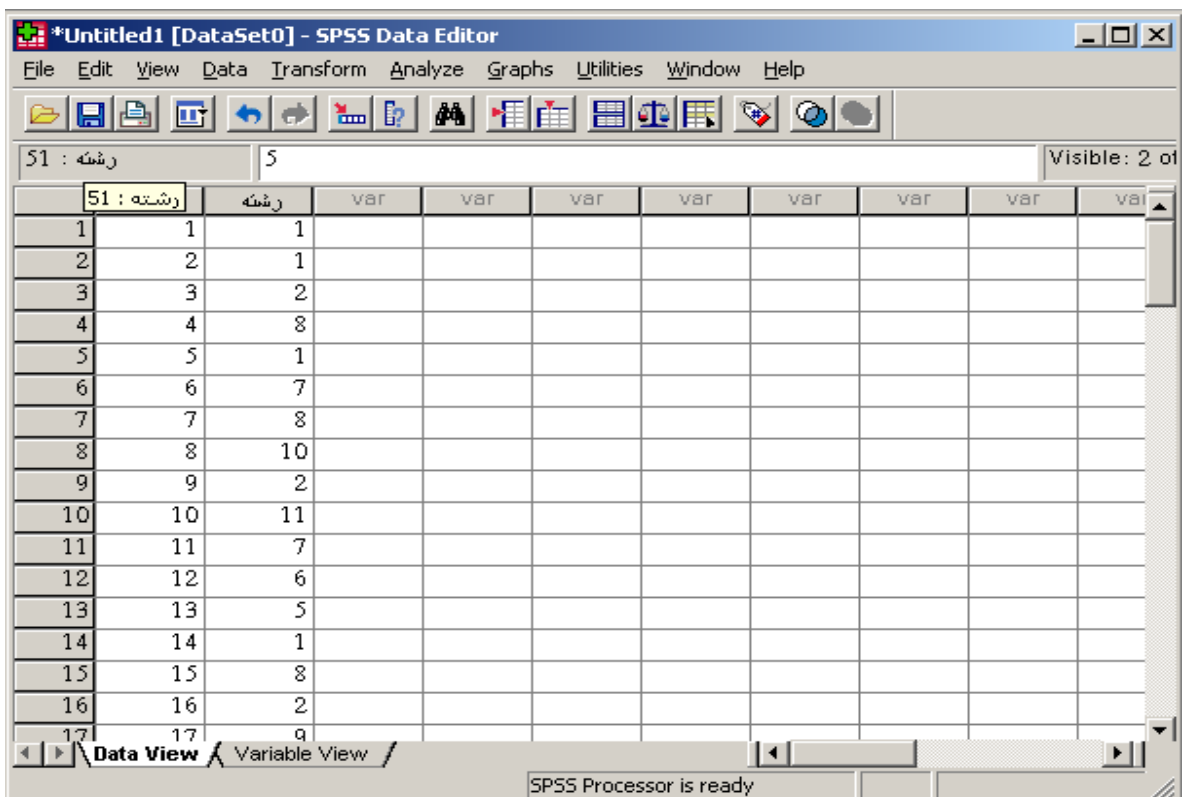 *Untitled1 [DataSet0] - SPSS Data Editor
File Edit View Data Transform Analyze Graphs Utilities Window Help
51 : رشته 5 Visible: 2 of
51 : رشته رشته var var var var var var var var
1 1 1
2 2 1
3 3 2
4 4 8
5 5 1
6 6 7
7 7 8
8 8 10
9 9 2
10 10 11
11 11 7
12 12 6
13 13 5
14 14 1
15 15 8
16 16 2
17 17 9
Data View Variable View
SPSS Processor is ready